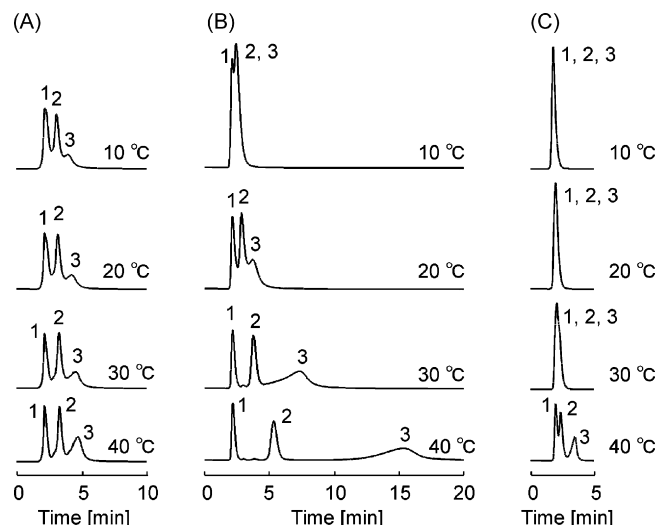 (A) (B) (C)
1 2 3 10 °C
1 2, 3 10 °C
1, 2, 3 10 °C
1 2 3 20 °C
1 2 3 20 °C
1, 2, 3 20 °C
1 2 3 30 °C
1 2 3 30 °C
1, 2, 3 30 °C
1 2 3 40 °C
1 2 3 40 °C
1 2 3 40 °C
0 5 10
Time [min]
0 5 10 15 20
Time [min]
0 5
Time [min]